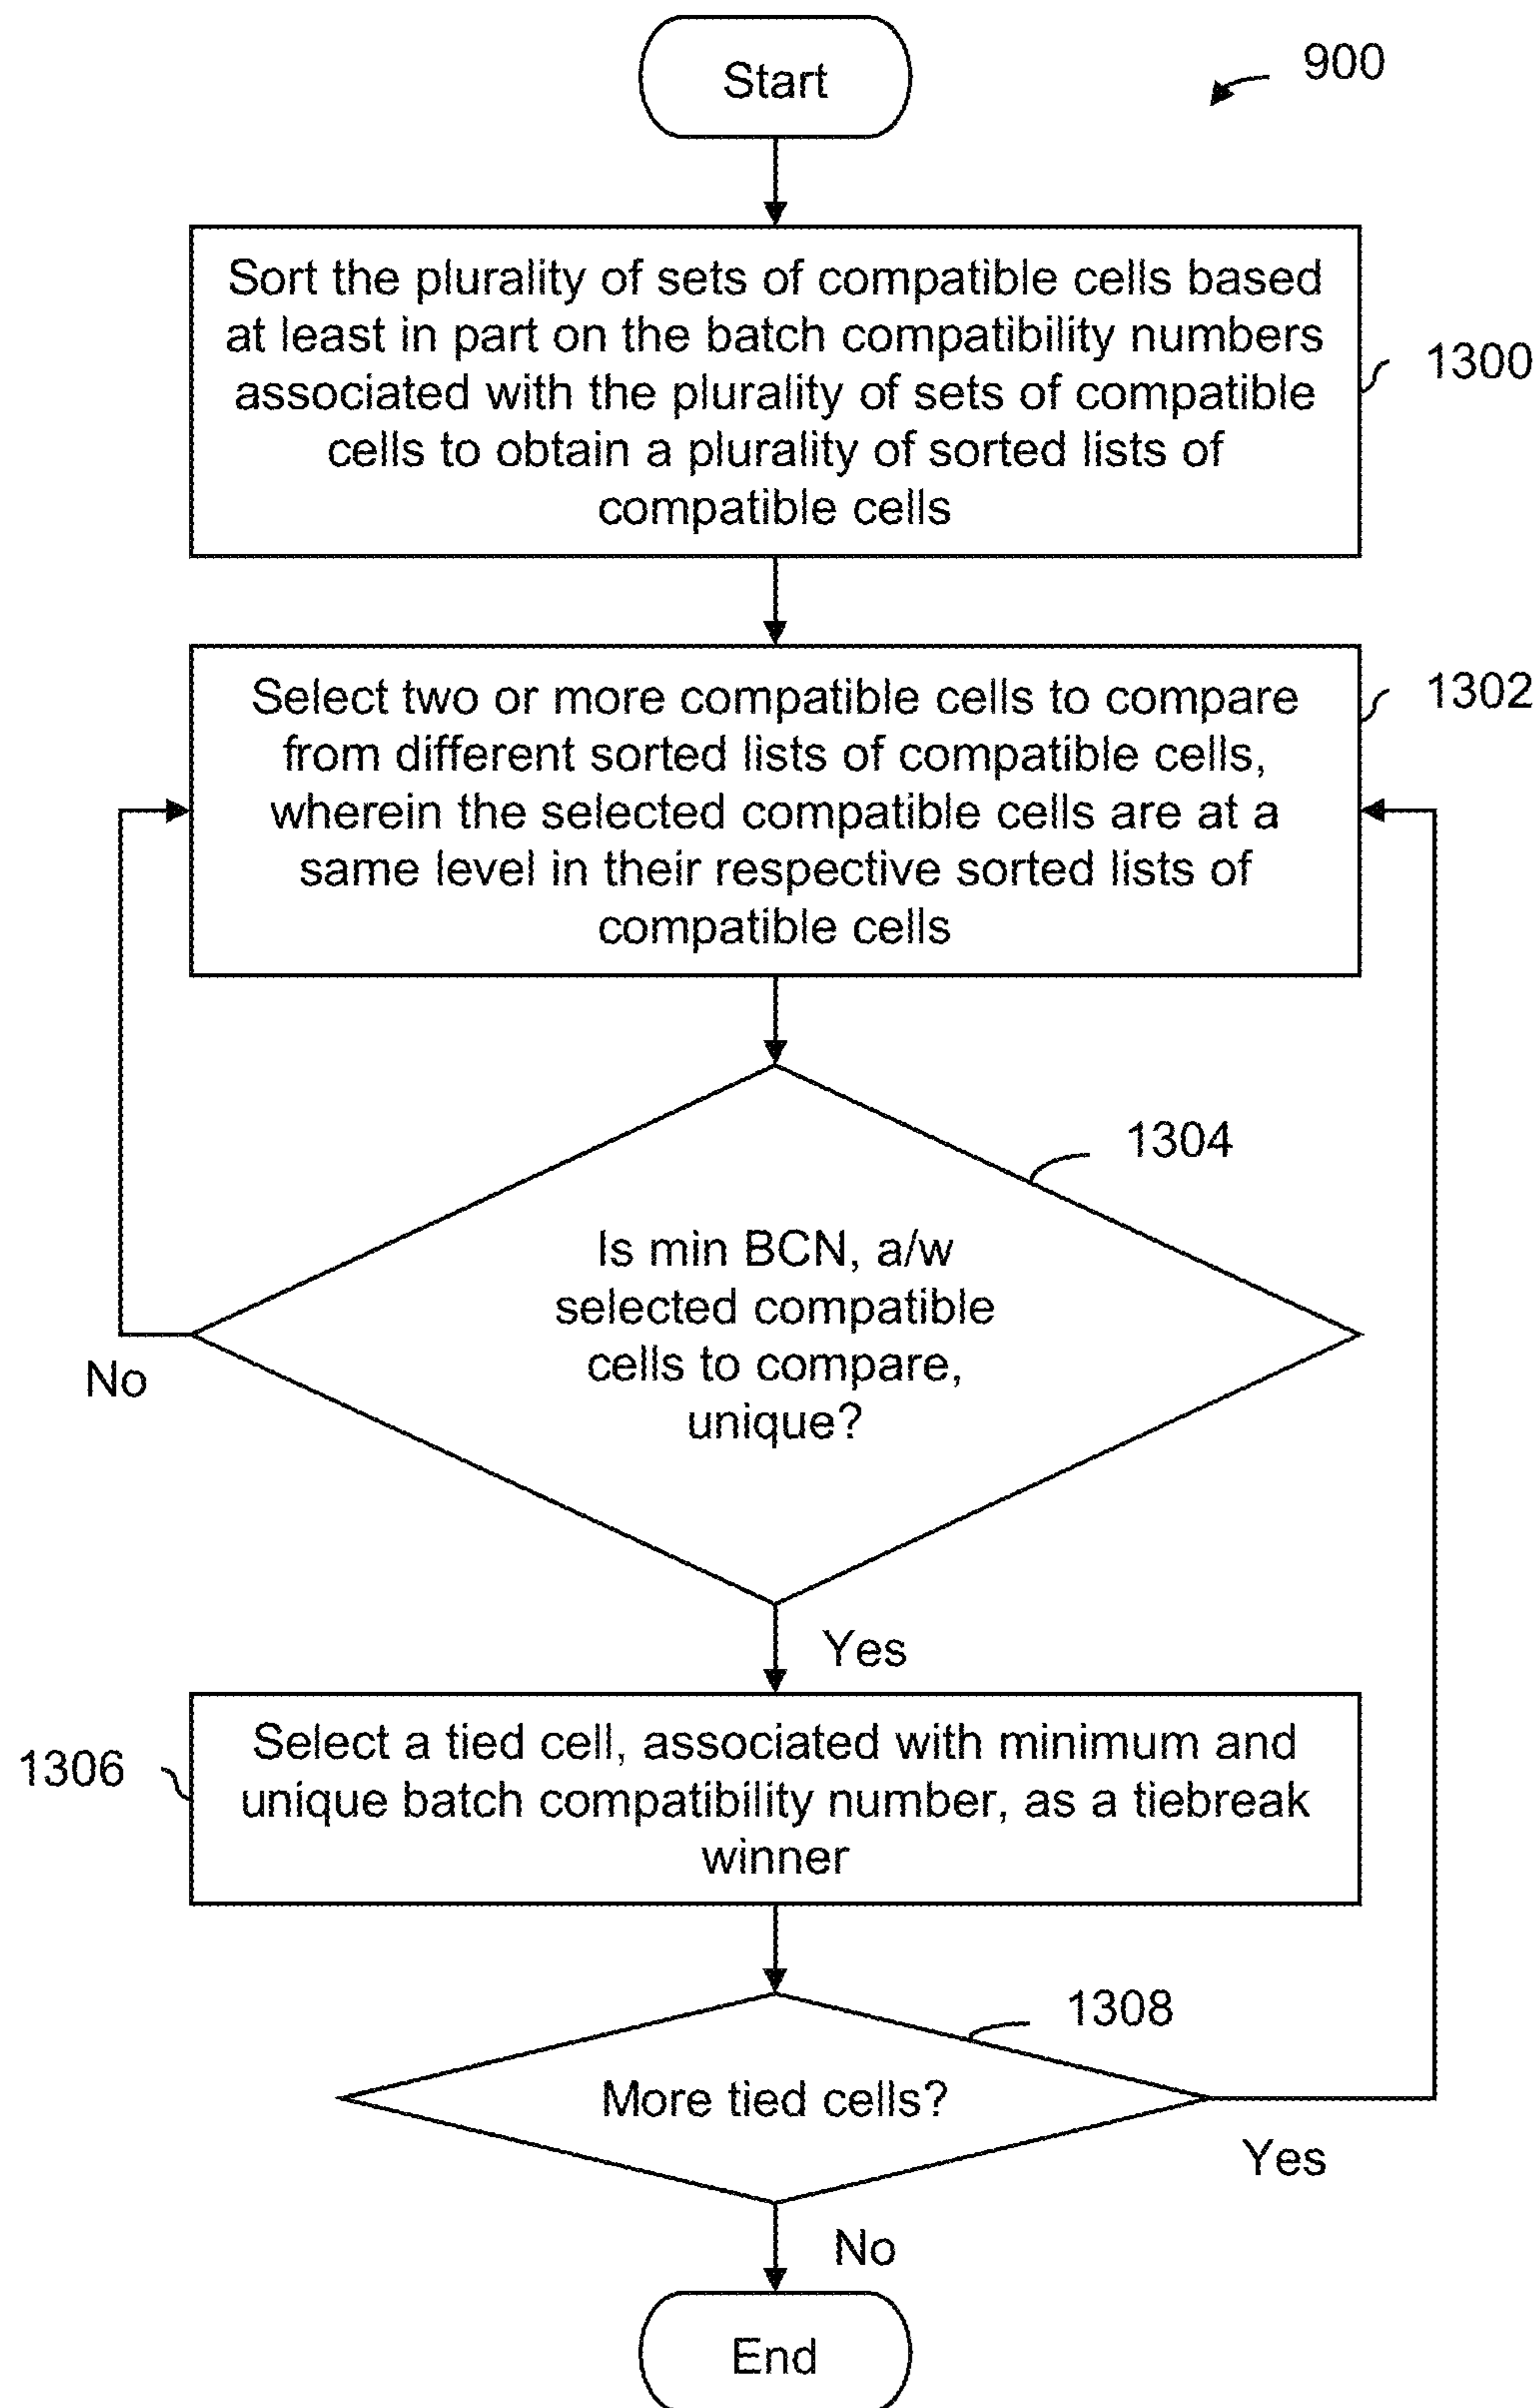 Start
900
Sort the plurality of sets of compatible cells based
at least in part on the batch compatibility numbers
associated with the plurality of sets of compatible
cells to obtain a plurality of sorted lists of
compatible cells
1300
Select two or more compatible cells to compare
from different sorted lists of compatible cells,
wherein the selected compatible cells are at a
same level in their respective sorted lists of
compatible cells
1302
1304
Is min BCN, a/w
selected compatible
cells to compare,
unique?
No
Yes
1306
Select a tied cell, associated with minimum and
unique batch compatibility number, as a tiebreak
winner
1308
More tied cells?
Yes
No
End